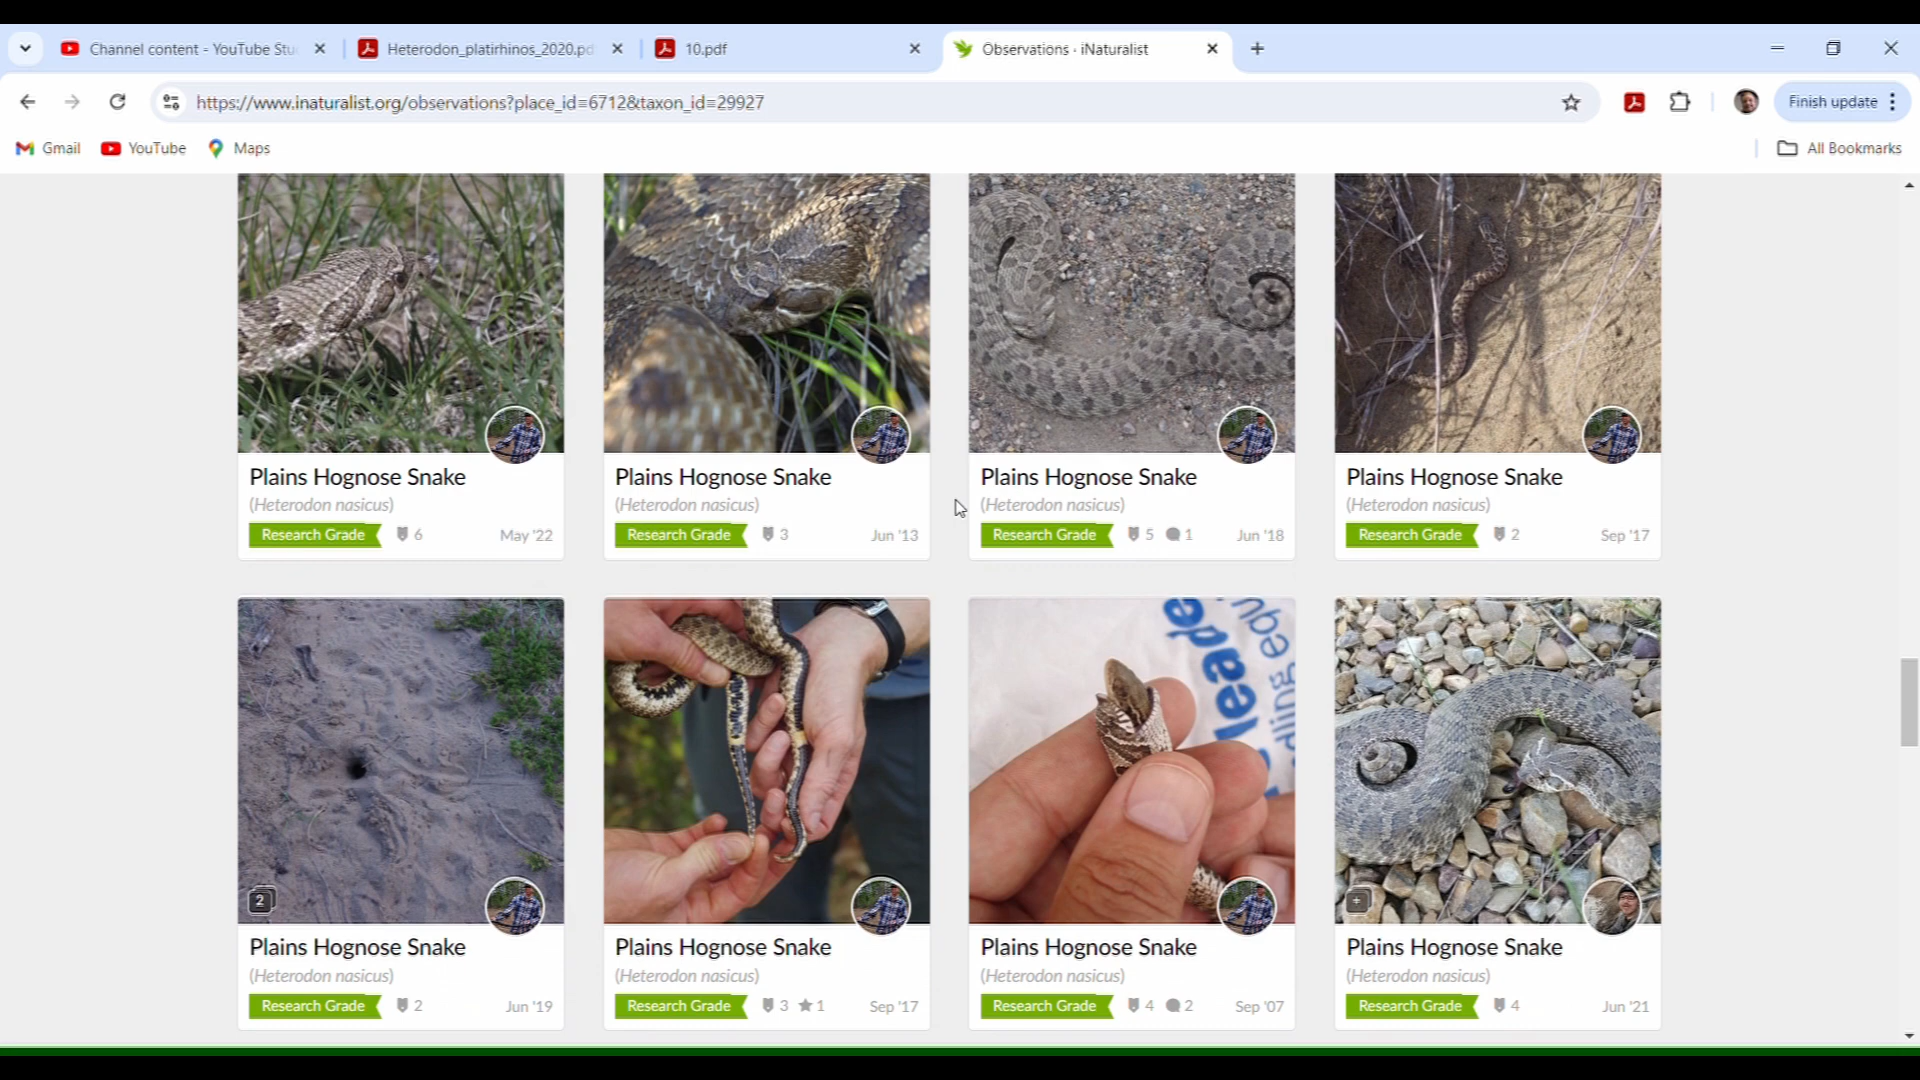 Channel content - YouTube Stu
Heterodon_platirhinos_2020.pd
10.pdf
Observations · iNaturalist
https://www.inaturalist.org/observations?place_id=6712&taxon_id=29927
Finish update
Gmail
YouTube
Maps
All Bookmarks
Plains Hognose Snake
(Heterodon nasicus)
Research Grade 6 May '22
Plains Hognose Snake
(Heterodon nasicus)
Research Grade 3 Jun '13
Plains Hognose Snake
(Heterodon nasicus)
Research Grade 5 1 Jun '18
Plains Hognose Snake
(Heterodon nasicus)
Research Grade 2 Sep '17
2
Plains Hognose Snake
(Heterodon nasicus)
Research Grade 2 Jun '19
Plains Hognose Snake
(Heterodon nasicus)
Research Grade 3 1 Sep '17
Plains Hognose Snake
(Heterodon nasicus)
Research Grade 4 2 Sep '07
+
Plains Hognose Snake
(Heterodon nasicus)
Research Grade 4 Jun '21